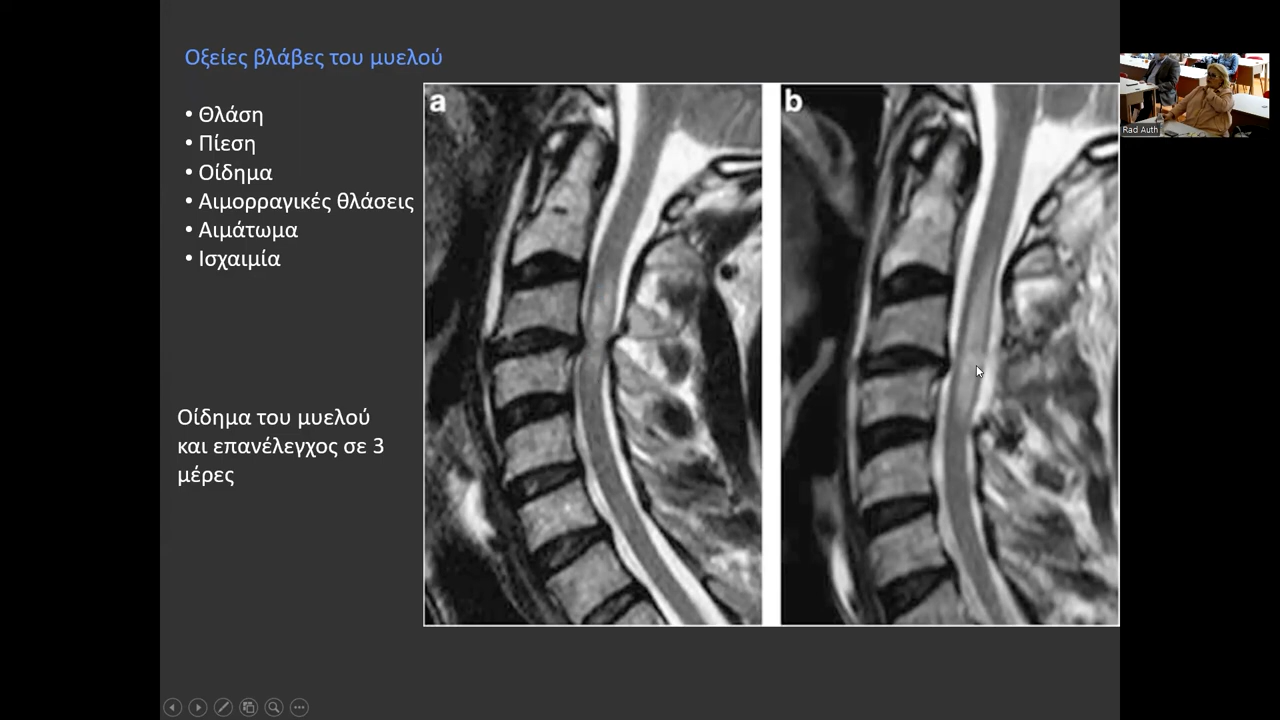 Οξείες βλάβες του μυελού
• Θλάση
• Πίεση
• Οίδημα
• Αιμορραγικές θλάσεις
• Αιμάτωμα
• Ισχαιμία
Οίδημα του μυελού
και επανέλεγχος σε 3
μέρες
a
b
Rad Auth